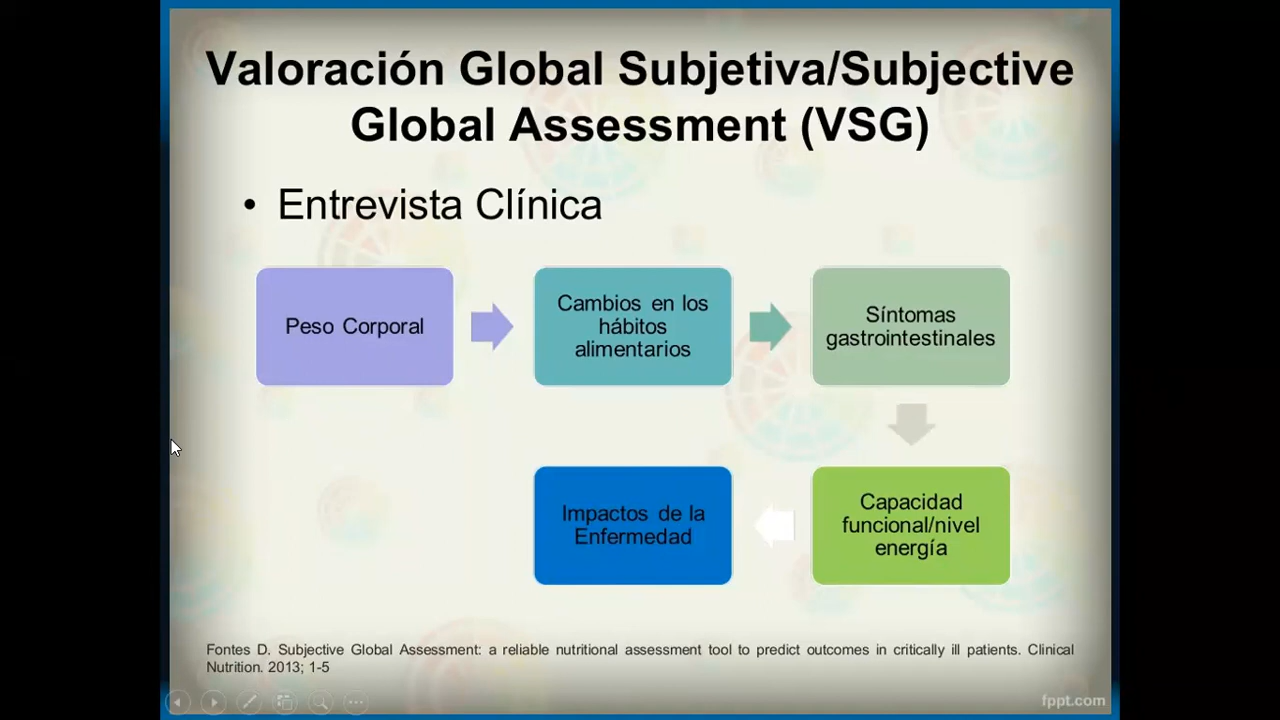 Valoración Global Subjetiva/Subjective
Global Assessment (VSG)
• Entrevista Clínica
Peso Corporal
Cambios en los
hábitos
alimentarios
Síntomas
gastrointestinales
Capacidad
funcional/nivel
energía
Impactos de la
Enfermedad
Fontes D. Subjective Global Assessment: a reliable nutritional assessment tool to predict outcomes in critically ill patients. Clinical
Nutrition. 2013; 1-5
fppt.com